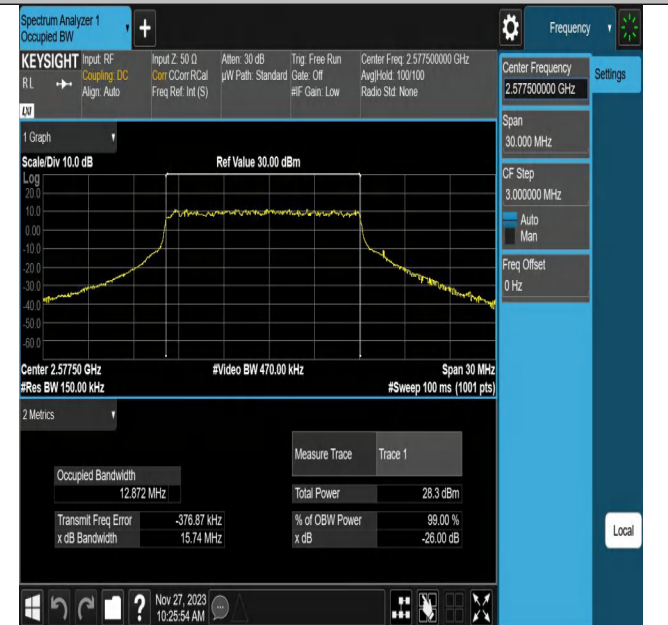 Spectrum Analyzer 1
Occupied BW
+
Frequency
KEYSIGHT
R L
LXI
Input: RF
Coupling: DC
Align: Auto
Input Z: 50 Ω
Corr CCorr RCal
Freq Ref: Int (S)
Atten: 30 dB
µW Path: Standard
Trig: Free Run
Gate: Off
#IF Gain: Low
Center Freq: 2.577500000 GHz
Avg|Hold: 100/100
Radio Std: None
Center Frequency
2.577500000 GHz
Settings
Span
30.000 MHz
CF Step
3.000000 MHz
Auto
Man
Freq Offset
0 Hz
Local
1 Graph
Scale/Div 10.0 dB
Ref Value 30.00 dBm
Log
20.0
10.0
0.00
-10.0
-20.0
-30.0
-40.0
-50.0
-60.0
Center 2.57750 GHz
#Video BW 470.00 kHz
Span 30 MHz
#Res BW 150.00 kHz
#Sweep 100 ms (1001 pts)
2 Metrics
Measure Trace Trace 1
Occupied Bandwidth
12.872 MHz
Total Power 28.3 dBm
Transmit Freq Error -376.87 kHz
% of OBW Power 99.00 %
x dB Bandwidth 15.74 MHz
x dB -26.00 dB
?
Nov 27, 2023
10:25:54 AM